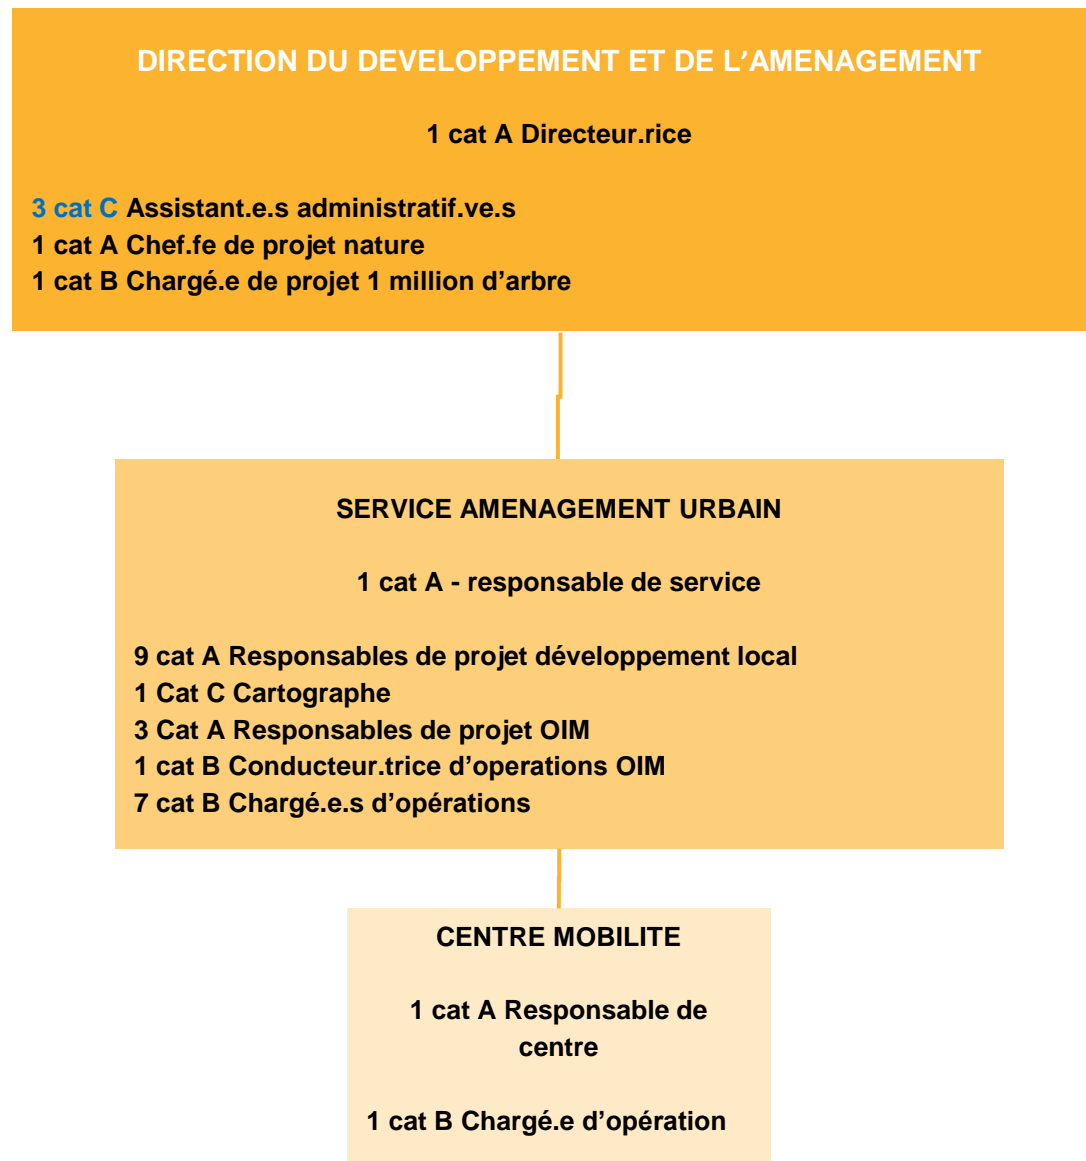 DIRECTION DU DEVELOPPEMENT ET DE L’AMENAGEMENT
1 cat A Directeur.rice
3 cat C Assistant.e.s administratif.ve.s
1 cat A Chef.fe de projet nature
1 cat B Chargé.e de projet 1 million d’arbre
SERVICE AMENAGEMENT URBAIN
1 cat A - responsable de service
9 cat A Responsables de projet développement local
1 Cat C Cartographe
3 Cat A Responsables de projet OIM
1 cat B Conducteur.trice d’operations OIM
7 cat B Chargé.e.s d’opérations
CENTRE MOBILITE
1 cat A Responsable de
centre
1 cat B Chargé.e d’opération